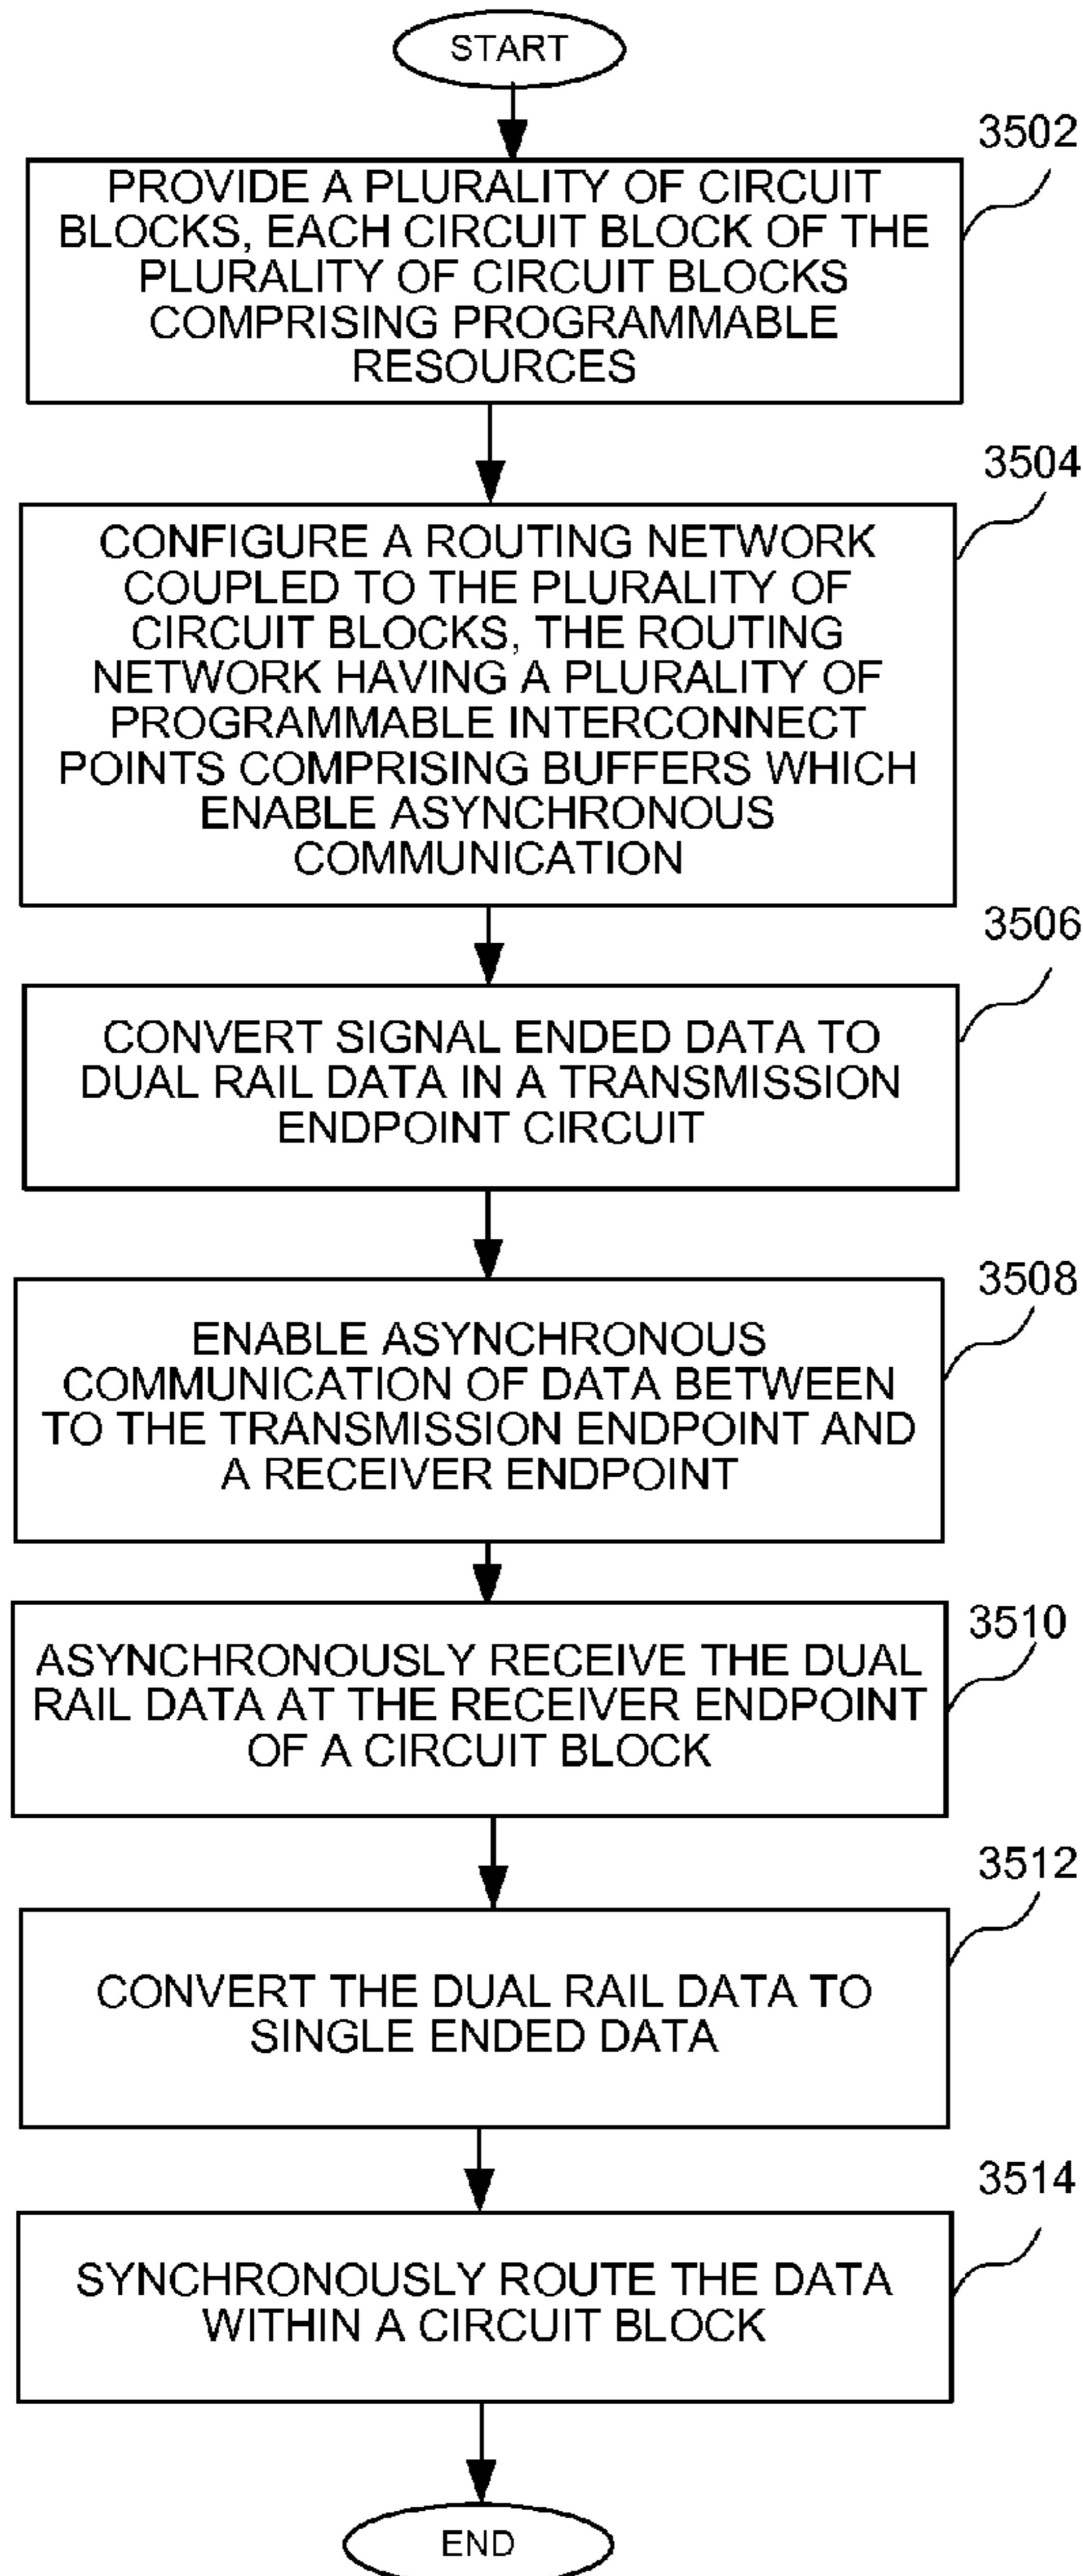 START
3502
PROVIDE A PLURALITY OF CIRCUIT
BLOCKS, EACH CIRCUIT BLOCK OF THE
PLURALITY OF CIRCUIT BLOCKS
COMPRISING PROGRAMMABLE
RESOURCES
3504
CONFIGURE A ROUTING NETWORK
COUPLED TO THE PLURALITY OF
CIRCUIT BLOCKS, THE ROUTING
NETWORK HAVING A PLURALITY OF
PROGRAMMABLE INTERCONNECT
POINTS COMPRISING BUFFERS WHICH
ENABLE ASYNCHRONOUS
COMMUNICATION
3506
CONVERT SIGNAL ENDED DATA TO
DUAL RAIL DATA IN A TRANSMISSION
ENDPOINT CIRCUIT
3508
ENABLE ASYNCHRONOUS
COMMUNICATION OF DATA BETWEEN
TO THE TRANSMISSION ENDPOINT AND
A RECEIVER ENDPOINT
3510
ASYNCHRONOUSLY RECEIVE THE DUAL
RAIL DATA AT THE RECEIVER ENDPOINT
OF A CIRCUIT BLOCK
3512
CONVERT THE DUAL RAIL DATA TO
SINGLE ENDED DATA
3514
SYNCHRONOUSLY ROUTE THE DATA
WITHIN A CIRCUIT BLOCK
END